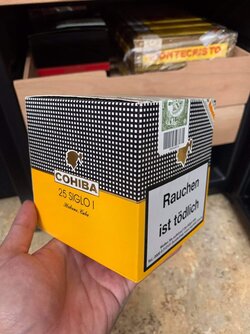 MONTECRISTO
COHIBA
25 SIGLO I
Habana, Cuba
Rauchen
ist tödlich